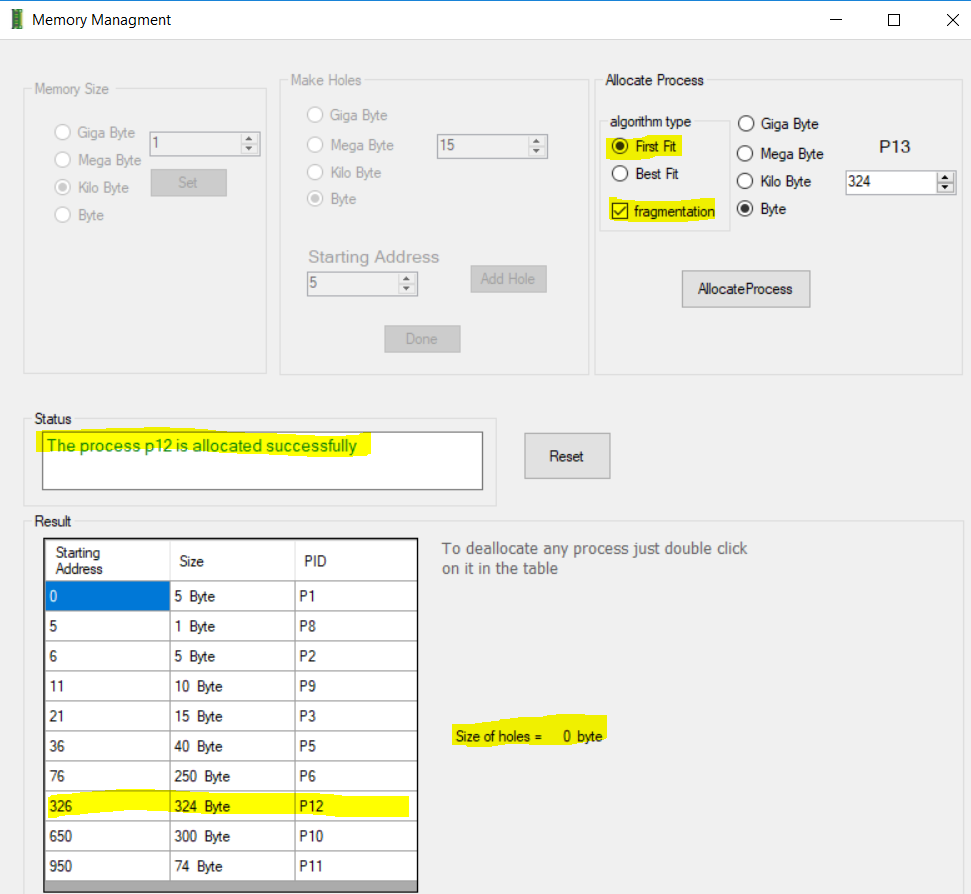 Memory Managment
Memory Size
Giga Byte
Mega Byte
Kilo Byte
Byte
1
Set
Make Holes
Giga Byte
Mega Byte
Kilo Byte
Byte
15
Starting Address
5
Add Hole
Done
Allocate Process
algorithm type
First Fit
Best Fit
fragmentation
Giga Byte
Mega Byte
Kilo Byte
Byte
P13
324
AllocateProcess
Status
The process p12 is allocated successfully
Reset
Result
Starting
Address
Size
PID
0 5 Byte P1
5 1 Byte P8
6 5 Byte P2
11 10 Byte P9
21 15 Byte P3
36 40 Byte P5
76 250 Byte P6
326 324 Byte P12
650 300 Byte P10
950 74 Byte P11
To deallocate any process just double click
on it in the table
Size of holes = 0 byte